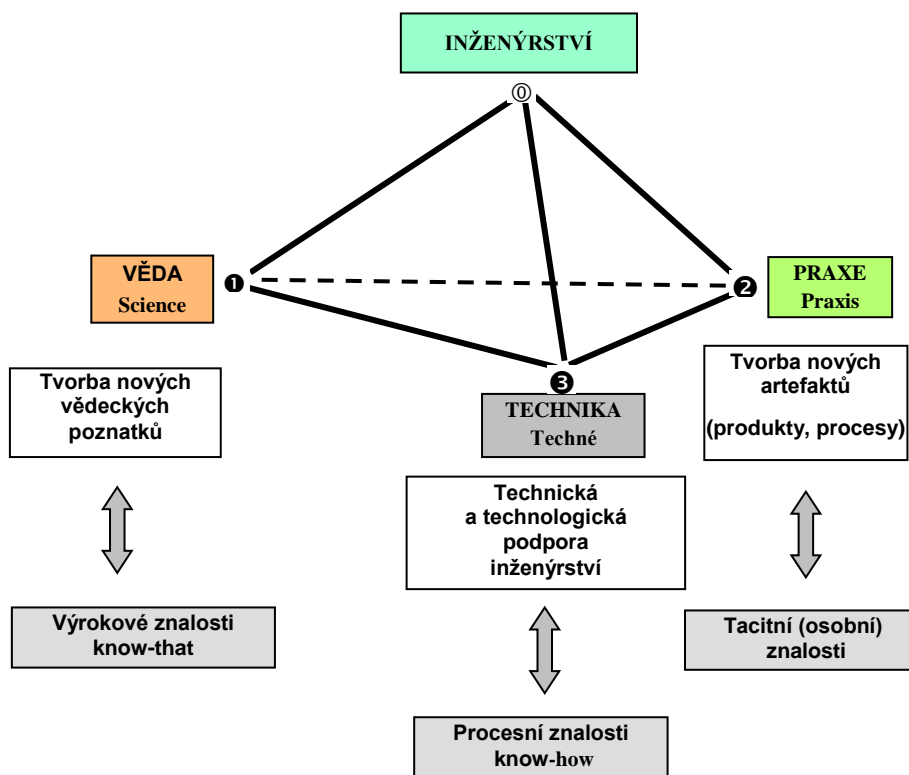 INŽENÝRSTVÍ
⓪
VĚDA
Science
❶
❷
PRAXE
Praxis
❸
TECHNIKA
Techné
Tvorba nových
vědeckých
poznatků
Tvorba nových
artefaktů
(produkty, procesy)
Technická
a technologická
podpora
inženýrství
Výrokové znalosti
know-that
Tacitní (osobní)
znalosti
Procesní znalosti
know-how